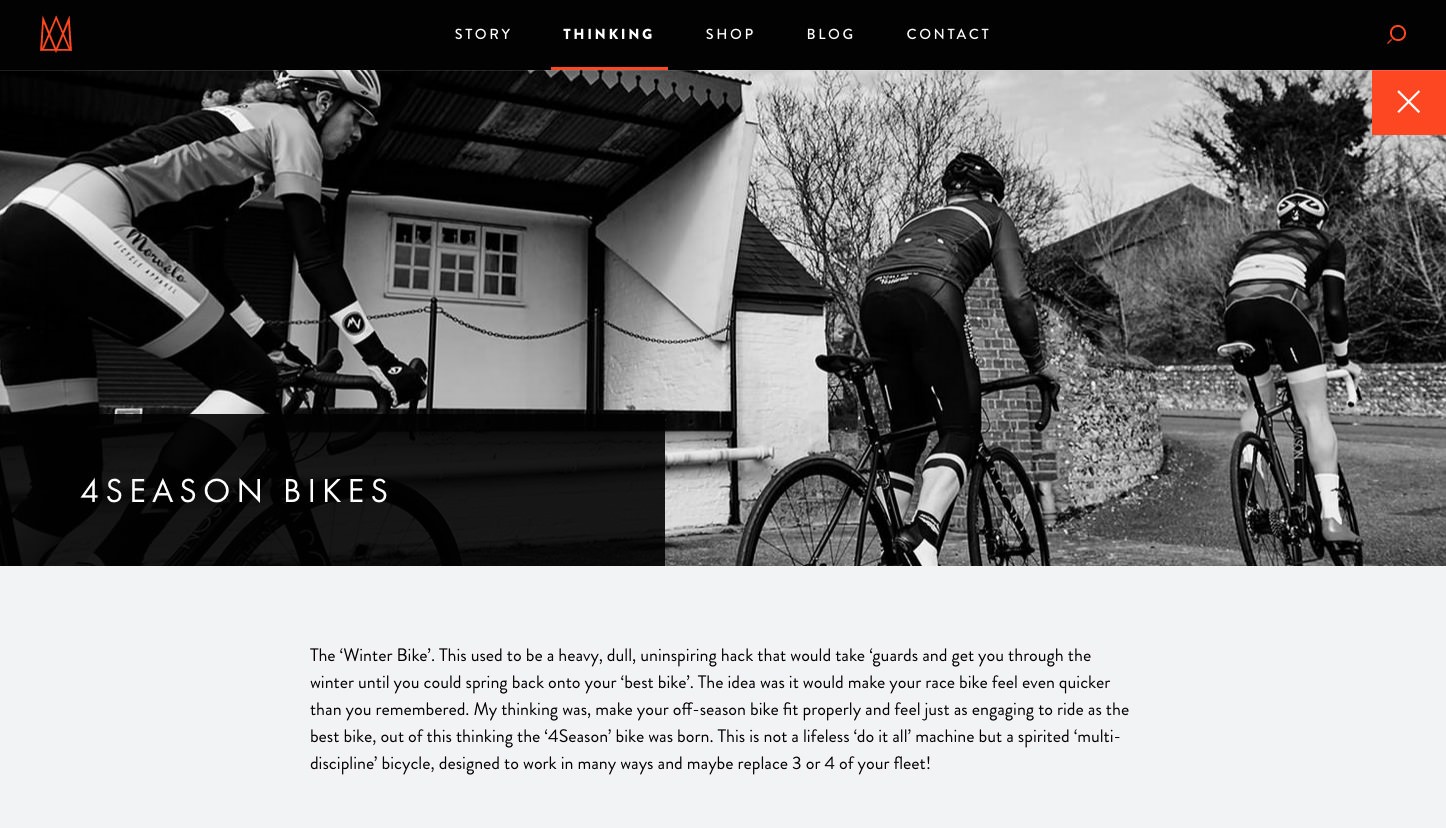 STORY
THINKING
SHOP
BLOG
CONTACT
Morvélo
BICYCLE APPAREL
4SEASON BIKES
The ‘Winter Bike’. This used to be a heavy, dull, uninspiring hack that would take ‘guards and get you through the
winter until you could spring back onto your ‘best bike’. The idea was it would make your race bike feel even quicker
than you remembered. My thinking was, make your off-season bike fit properly and feel just as engaging to ride as the
best bike, out of this thinking the ‘4Season’ bike was born. This is not a lifeless ‘do it all’ machine but a spirited ‘multi-
discipline’ bicycle, designed to work in many ways and maybe replace 3 or 4 of your fleet!